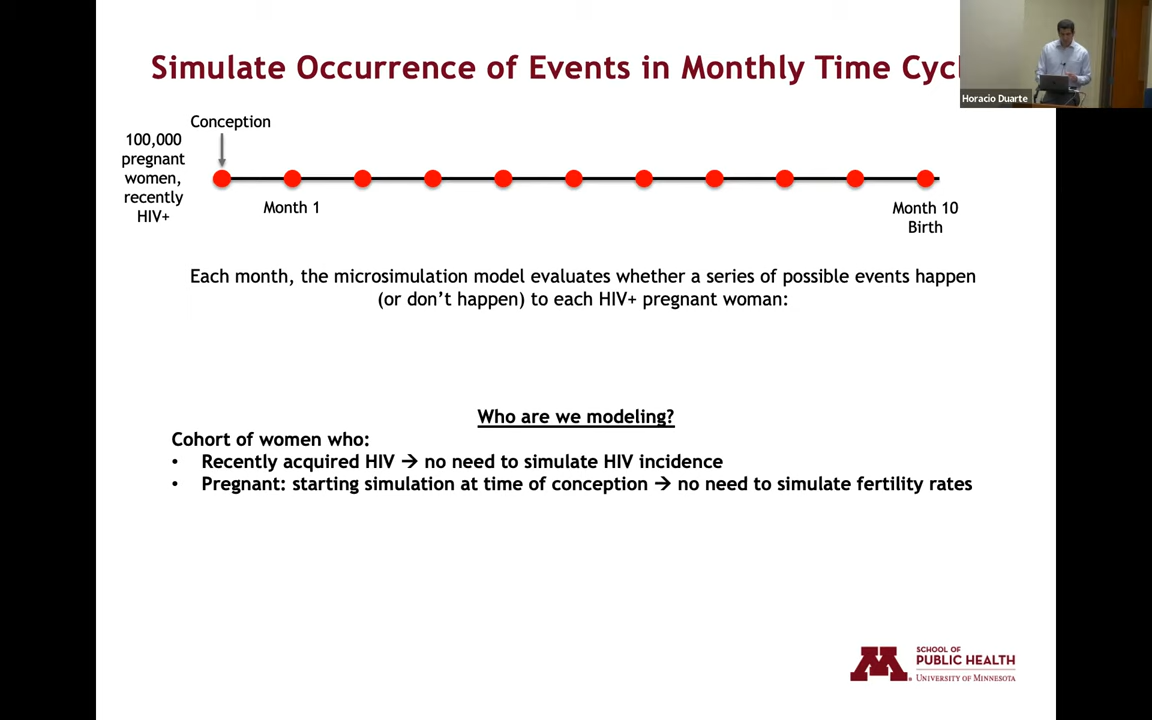 Simulate Occurrence of Events in Monthly Time Cycl
Horacio Duarte
Conception
100,000
pregnant
women,
recently
HIV+
Month 1
Month 10
Birth
Each month, the microsimulation model evaluates whether a series of possible events happen
(or don't happen) to each HIV+ pregnant woman:
Who are we modeling?
Cohort of women who:
• Recently acquired HIV → no need to simulate HIV incidence
• Pregnant: starting simulation at time of conception → no need to simulate fertility rates
M
SCHOOL OF
PUBLIC HEALTH
UNIVERSITY OF MINNESOTA